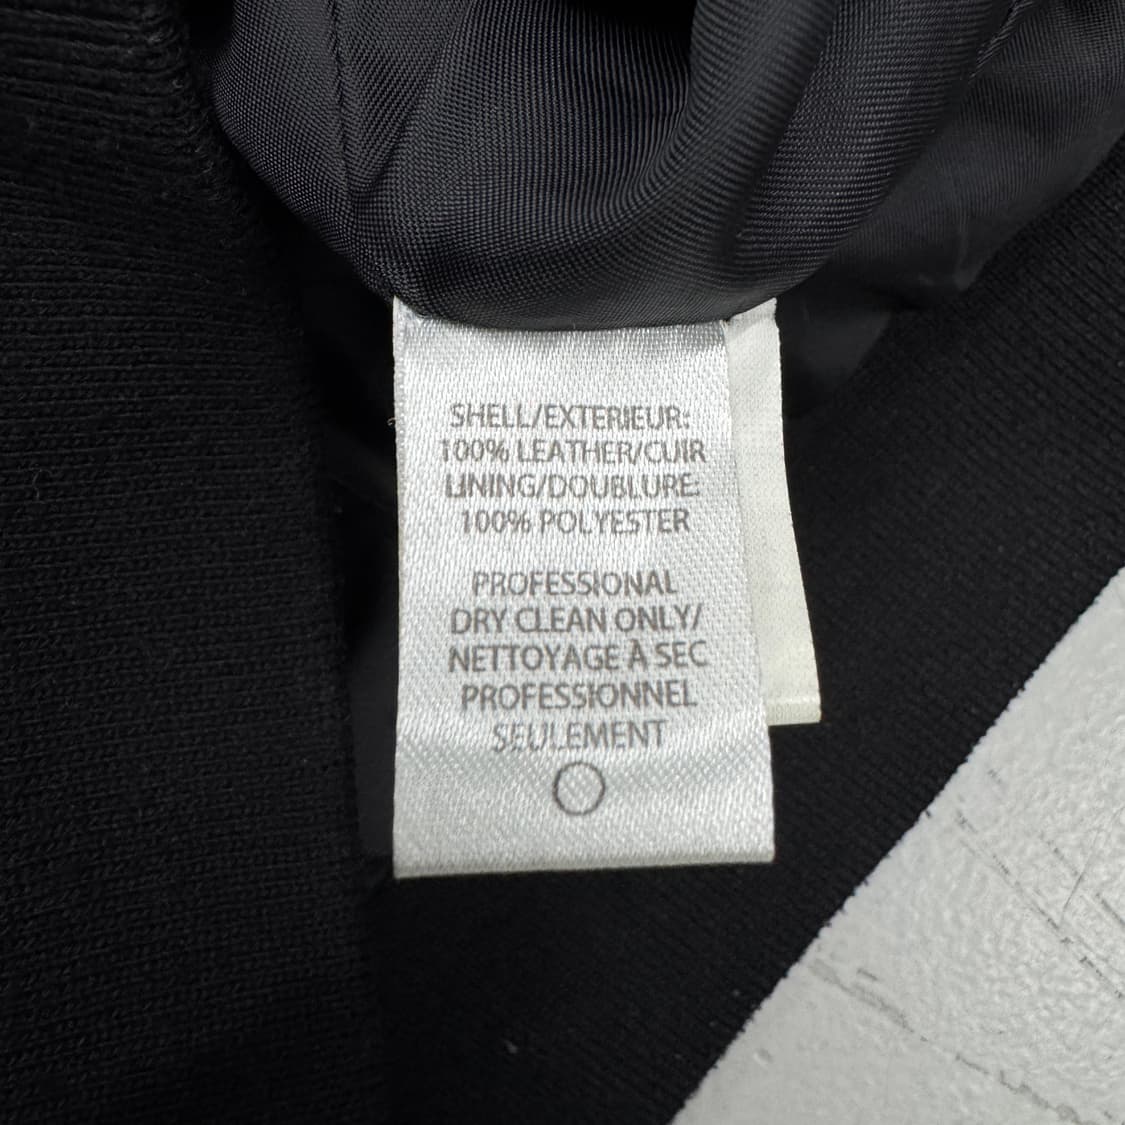 SHELL/EXTERIEUR:
100% LEATHER/CUIR
LINING/DOUBLURE:
100% POLYESTER
PROFESSIONAL
DRY CLEAN ONLY/
NETTOYAGE À SEC
PROFESSIONNEL
SEULEMENT